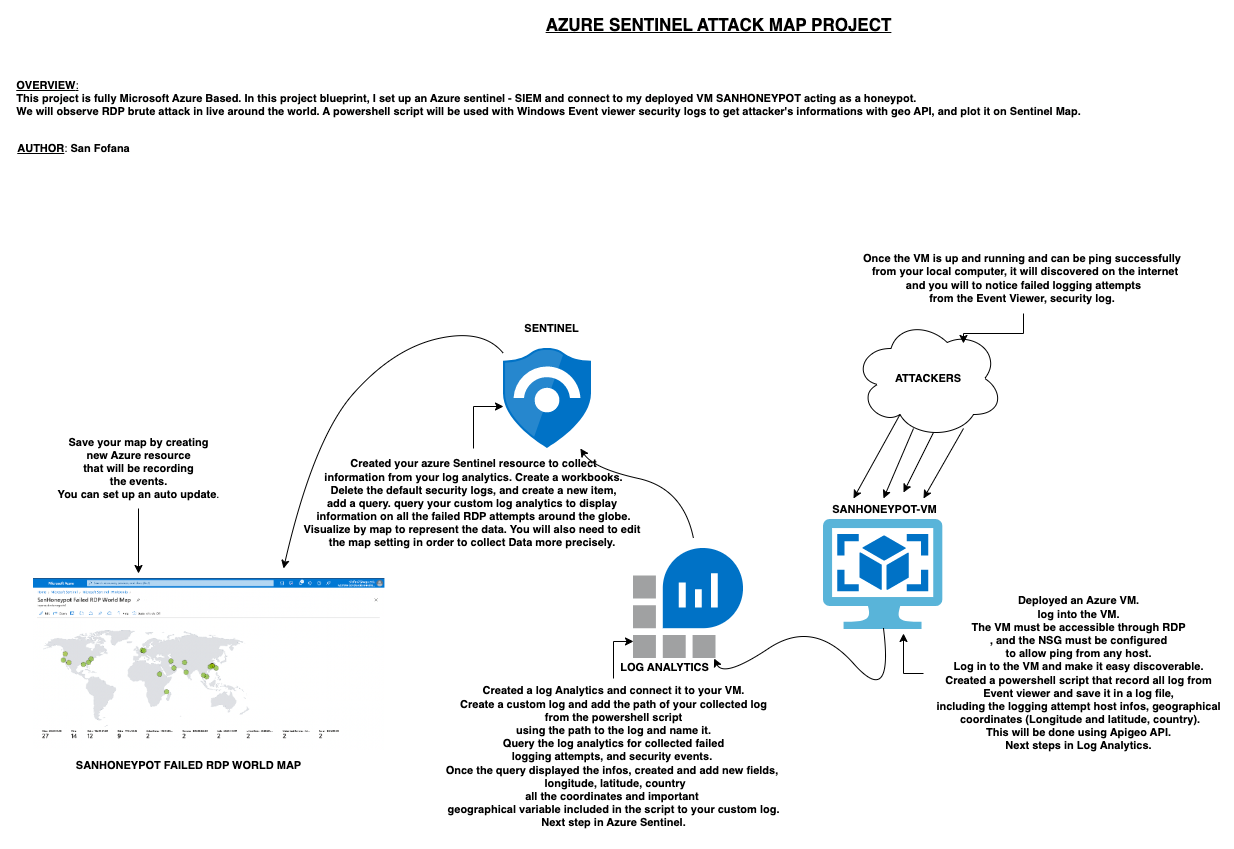 AZURE SENTINEL ATTACK MAP PROJECT
OVERVIEW:
This project is fully Microsoft Azure Based. In this project blueprint, I set up an Azure sentinel - SIEM and connect to my deployed VM SANHONEYPOT acting as a honeypot.
We will observe RDP brute attack in live around the world. A powershell script will be used with Windows Event viewer security logs to get attacker's informations with geo API, and plot it on Sentinel Map.
AUTHOR: San Fofana
Once the VM is up and running and can be ping successfully
from your local computer, it will discovered on the internet
and you will to notice failed logging attempts
from the Event Viewer, security log.
SENTINEL
ATTACKERS
Save your map by creating
new Azure resource
that will be recording
the events.
You can set up an auto update.
Created your azure Sentinel resource to collect
information from your log analytics. Create a workbooks.
Delete the default security logs, and create a new item,
add a query. query your custom log analytics to display
information on all the failed RDP attempts around the globe.
Visualize by map to represent the data. You will also need to edit
the map setting in order to collect Data more precisely.
SANHONEYPOT-VM
Microsoft Azure
SanHoneypot Failed RDP World Map
27 14 12 9 2 2 2 2 2 2
SANHONEYPOT FAILED RDP WORLD MAP
LOG ANALYTICS
Created a log Analytics and connect it to your VM.
Create a custom log and add the path of your collected log
from the powershell script
using the path to the log and name it.
Query the log analytics for collected failed
logging attempts, and security events.
Once the query displayed the infos, created and add new fields,
longitude, latitude, country
all the coordinates and important
geographical variable included in the script to your custom log.
Next step in Azure Sentinel.
Deployed an Azure VM.
log into the VM.
The VM must be accessible through RDP
, and the NSG must be configured
to allow ping from any host.
Log in to the VM and make it easy discoverable.
Created a powershell script that record all log from
Event viewer and save it in a log file,
including the logging attempt host infos, geographical
coordinates (Longitude and latitude, country).
This will be done using Apigeo API.
Next steps in Log Analytics.